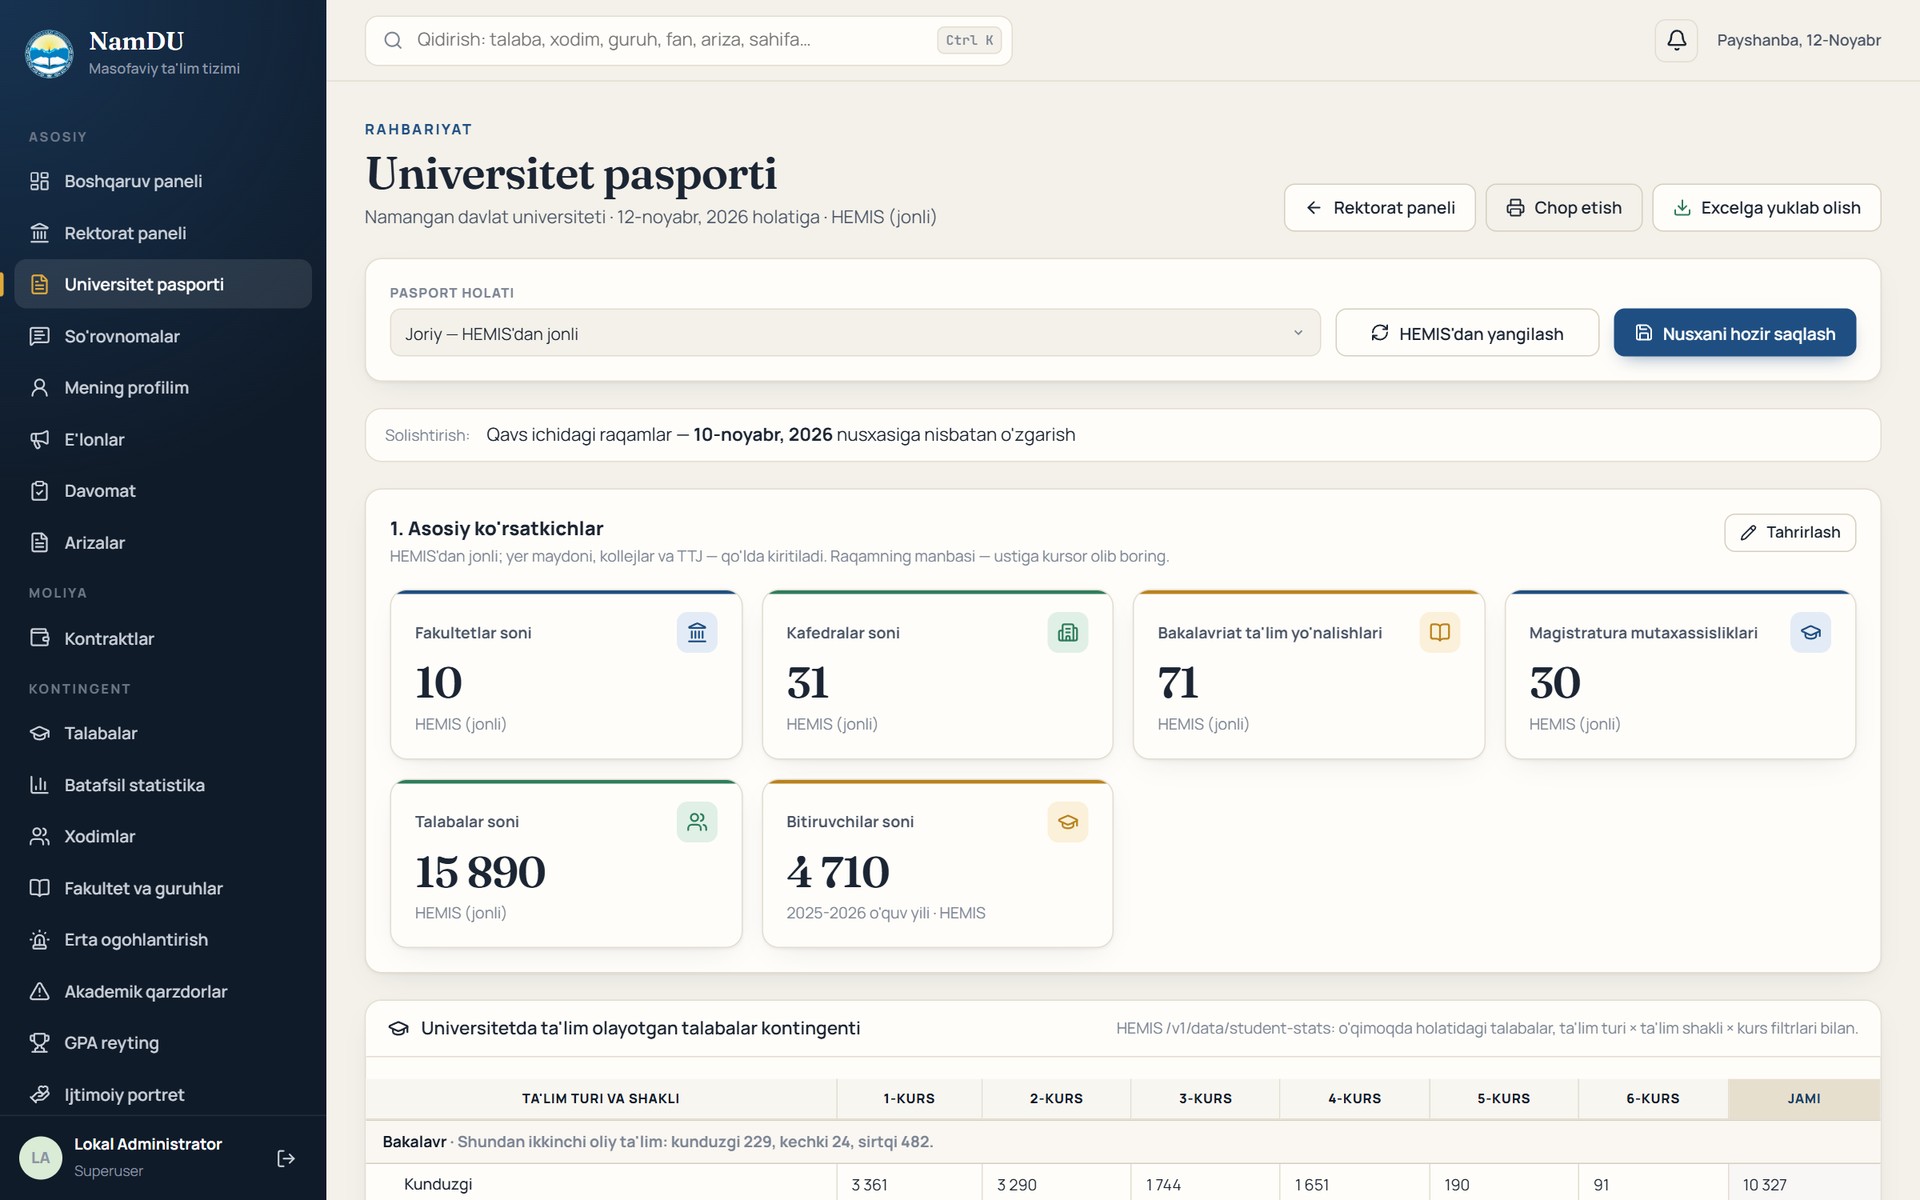 NamDU
Masofaviy ta'lim tizimi
ASOSIY
Boshqaruv paneli
Rektorat paneli
Universitet pasporti
So'rovnomalar
Mening profilim
E'lonlar
Davomat
Arizalar
MOLIYA
Kontraktlar
KONTINGENT
Talabalar
Batafsil statistika
Xodimlar
Fakultet va guruhlar
Erta ogohlantirish
Akademik qarzdorlar
GPA reyting
Ijtimoiy portret
LA
Lokal Administrator
Superuser
Qidirish: talaba, xodim, guruh, fan, ariza, sahifa...
Ctrl K
Payshanba, 12-Noyabr
RAHBARIYAT
Universitet pasporti
Namangan davlat universiteti · 12-noyabr, 2026 holatiga · HEMIS (jonli)
Rektorat paneli
Chop etish
Excelga yuklab olish
PASPORT HOLATI
Joriy — HEMIS'dan jonli
HEMIS'dan yangilash
Nusxani hozir saqlash
Solishtirish: Qavs ichidagi raqamlar — 10-noyabr, 2026 nusxasiga nisbatan o'zgarish
1. Asosiy ko'rsatkichlar
HEMIS'dan jonli; yer maydoni, kollejlar va TTJ — qo'lda kiritiladi. Raqamning manbasi — ustiga kursor olib boring.
Tahrirlash
Fakultetlar soni
10
HEMIS (jonli)
Kafedralar soni
31
HEMIS (jonli)
Bakalavriat ta'lim yo'nalishlari
71
HEMIS (jonli)
Magistratura mutaxassisliklari
30
HEMIS (jonli)
Talabalar soni
15 890
HEMIS (jonli)
Bitiruvchilar soni
4 710
2025-2026 o'quv yili · HEMIS
Universitetda ta'lim olayotgan talabalar kontingenti
HEMIS /v1/data/student-stats: o'qimoqda holatidagi talabalar, ta'lim turi × ta'lim shakli × kurs filtrlari bilan.
TA'LIM TURI VA SHAKLI 1-KURS 2-KURS 3-KURS 4-KURS 5-KURS 6-KURS JAMI
Bakalavr · Shundan ikkinchi oliy ta'lim: kunduzgi 229, kechki 24, sirtqi 482.
Kunduzgi 3 361 3 290 1 744 1 651 190 91 10 327